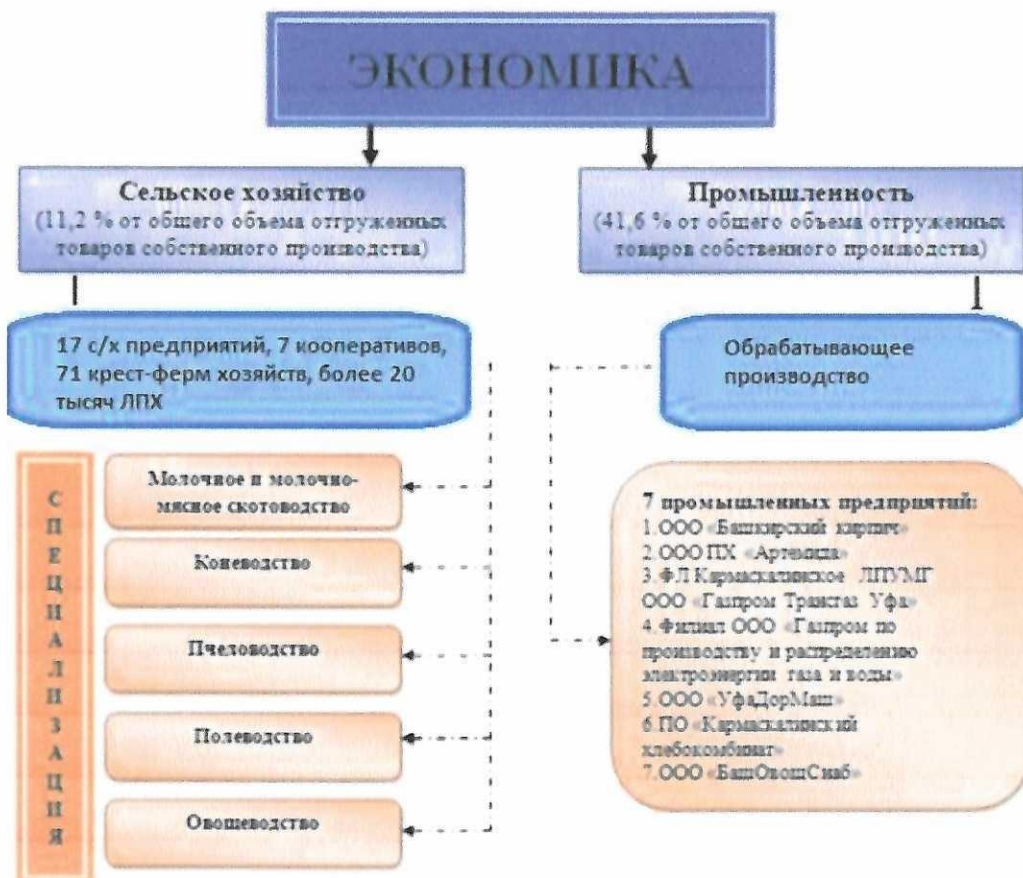 ЭКОНОМИКА
Сельское хозяйство
(11,2 % от общего объема отгруженных
товаров собственного производства)
Промышленность
(41,6 % от общего объема отгруженных
товаров собственного производства)
17 с/х предприятий, 7 кооперативов,
71 крест-ферм хозяйств, более 20
тысяч ЛПХ
Обрабатывающее
производство
СПЕЦИАЛИЗАЦИЯ
Молочное и молочно-
мясное скотоводство
Коневодство
Пчеловодство
Полеводство
Овощеводство
7 промышленных предприятий:
1.ООО «Башкирский кирпич»
2.ООО ПХ «Артемида»
3.ФЛ Кармаскалинское ЛПУМГ
ООО «Газпром Трансгаз Уфа»
4.Филиал ООО «Газпром по
производству и распределению
электроэнергии газа и воды»
5.ООО «УфаДорМаш»
6.ПО «Кармаскалинский
хлебокомбинат»
7.ООО «БашОвощСнаб»